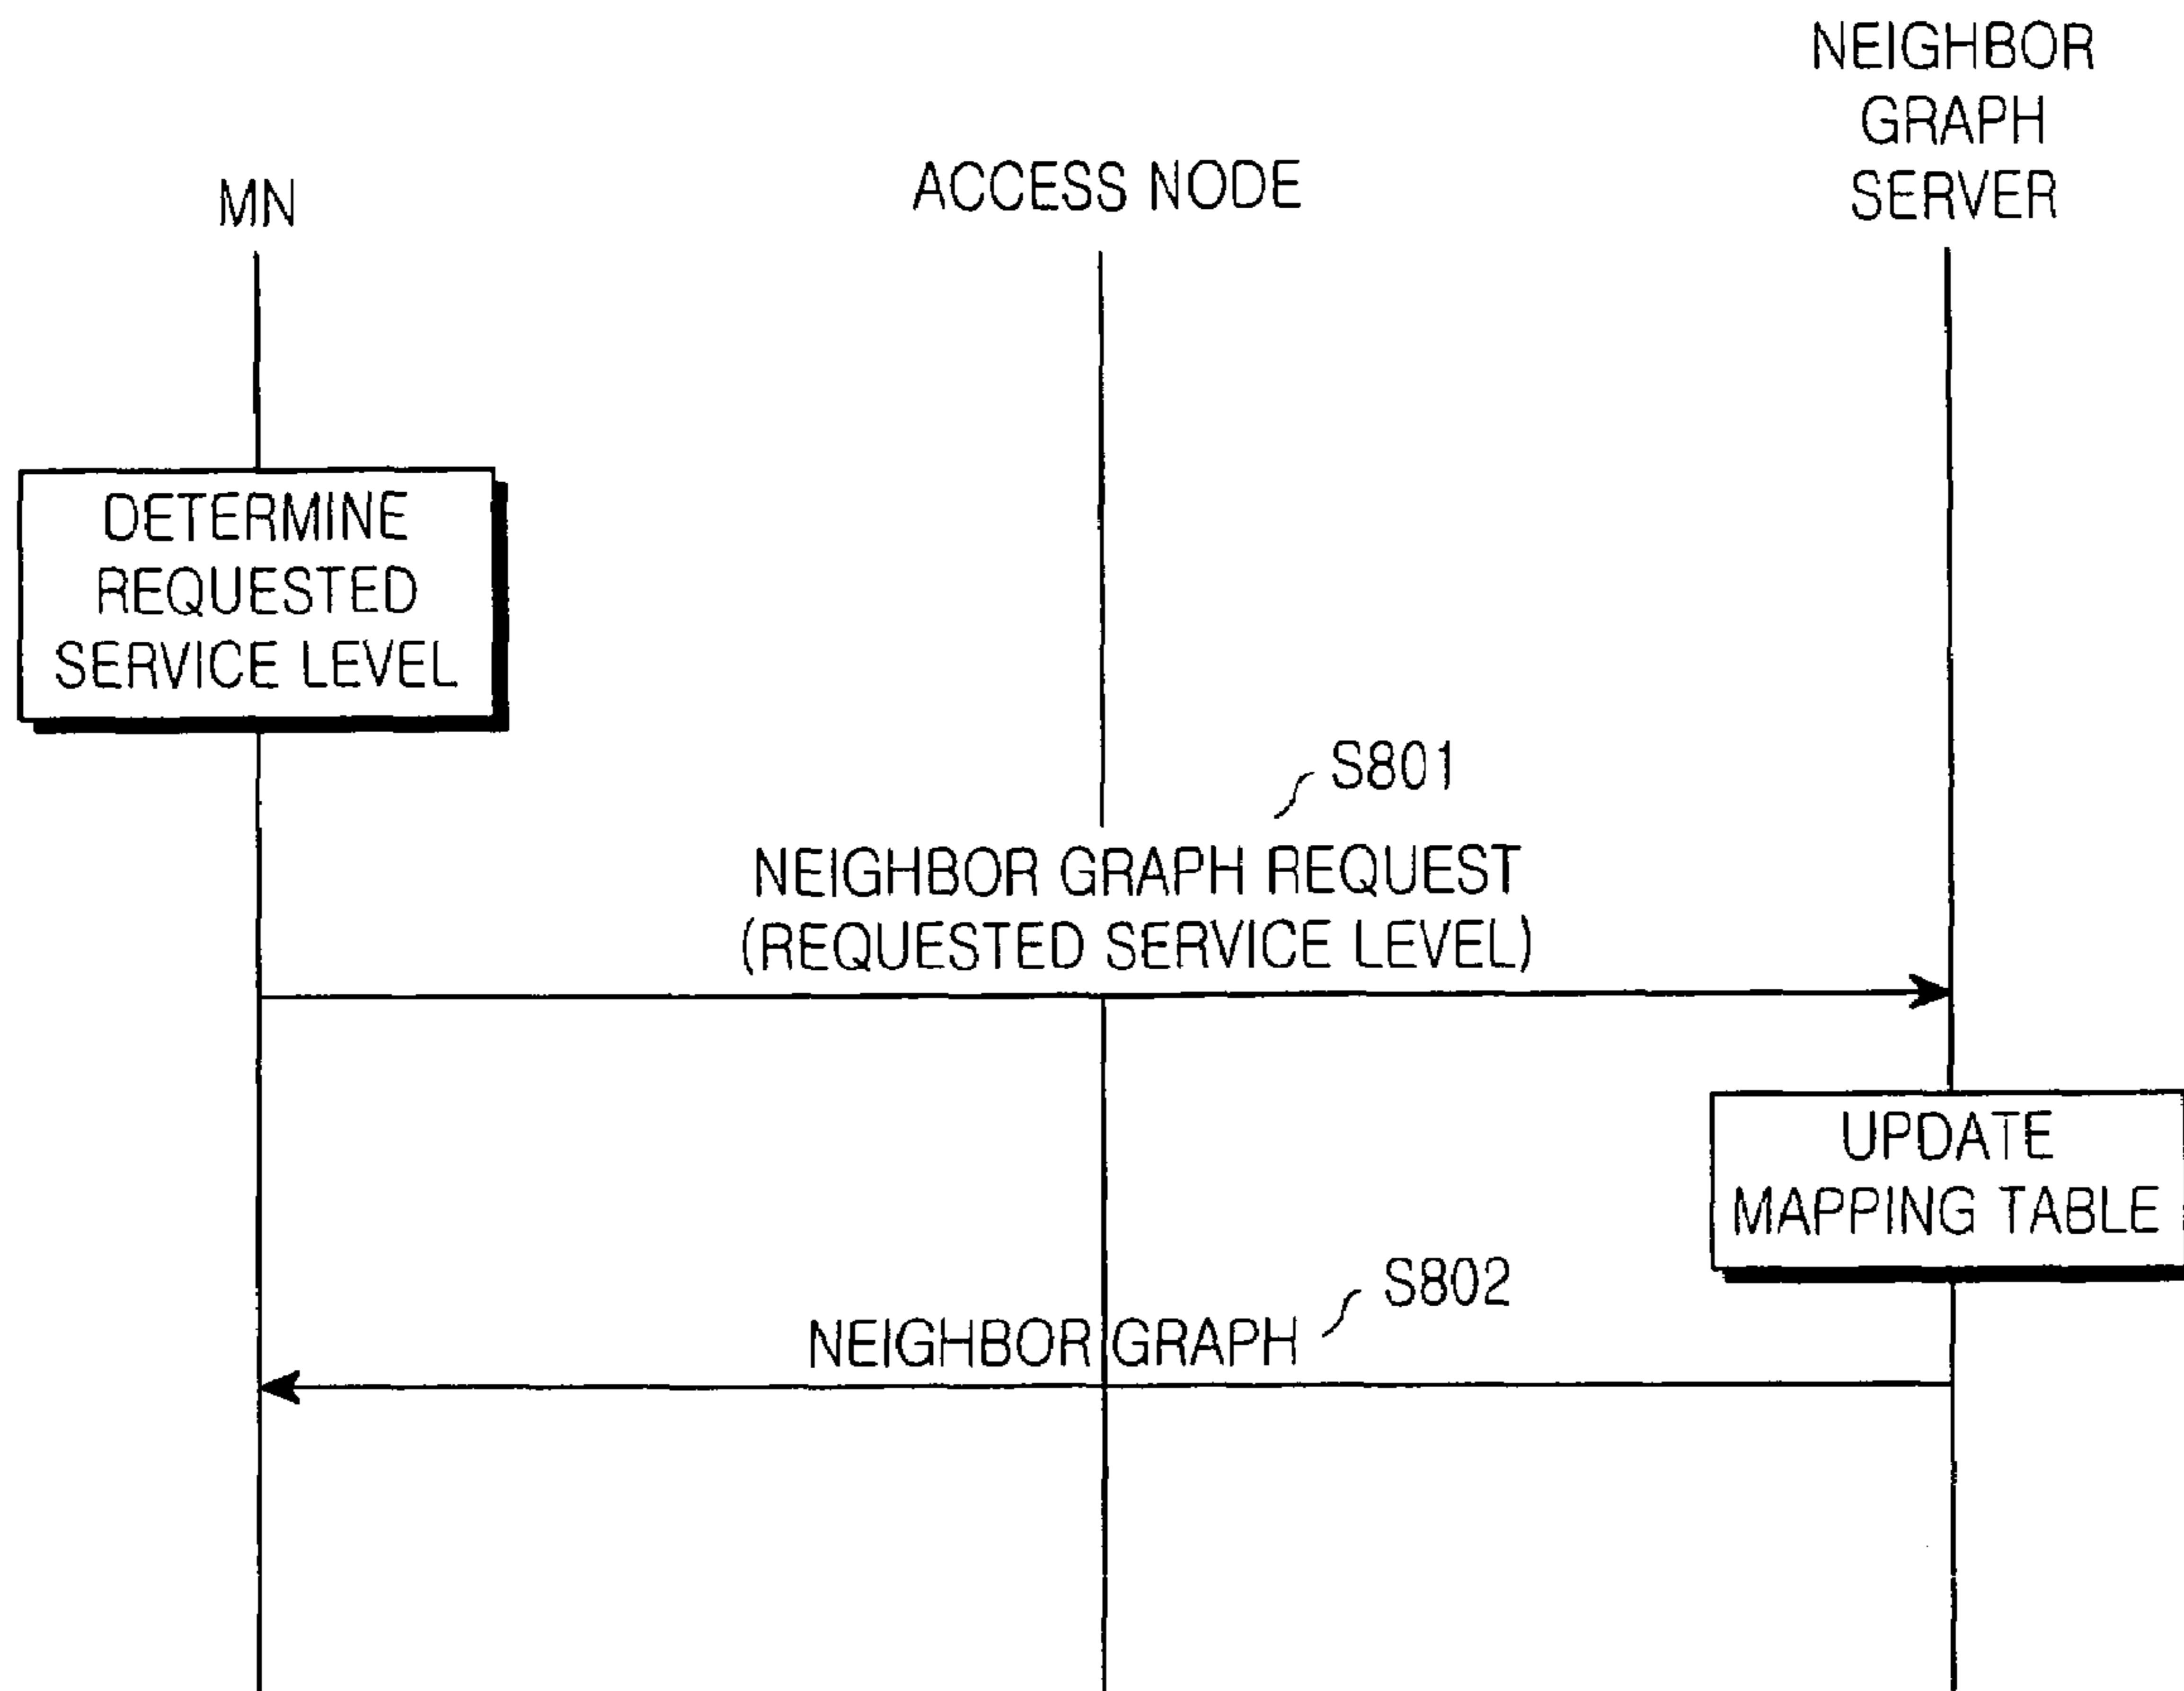 NEIGHBOR
GRAPH
SERVER
MN
ACCESS NODE
DETERMINE
REQUESTED
SERVICE LEVEL
S801
NEIGHBOR GRAPH REQUEST
(REQUESTED SERVICE LEVEL)
UPDATE
MAPPING TABLE
S802
NEIGHBOR GRAPH